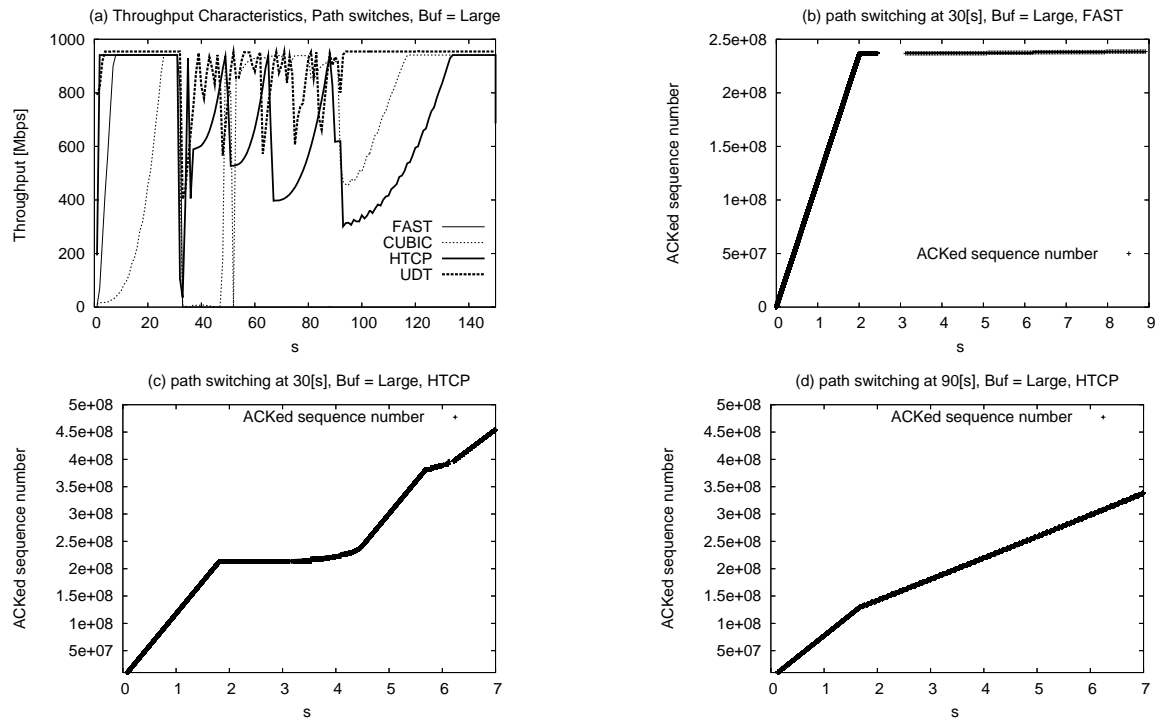 (a) Throughput Characteristics, Path switches, Buf = Large
1000
800
600
400
200
0
Throughput [Mbps]
FAST
CUBIC
HTCP
UDT
0 20 40 60 80 100 120 140
s
(b) path switching at 30[s], Buf = Large, FAST
2.5e+08
2e+08
1.5e+08
1e+08
5e+07
0
ACKed sequence number
ACKed sequence number
0 1 2 3 4 5 6 7 8 9
s
(c) path switching at 30[s], Buf = Large, HTCP
5e+08
4.5e+08
4e+08
3.5e+08
3e+08
2.5e+08
2e+08
1.5e+08
1e+08
5e+07
ACKed sequence number
ACKed sequence number
0 1 2 3 4 5 6 7
s
(d) path switching at 90[s], Buf = Large, HTCP
5e+08
4.5e+08
4e+08
3.5e+08
3e+08
2.5e+08
2e+08
1.5e+08
1e+08
5e+07
ACKed sequence number
ACKed sequence number
0 1 2 3 4 5 6 7
s